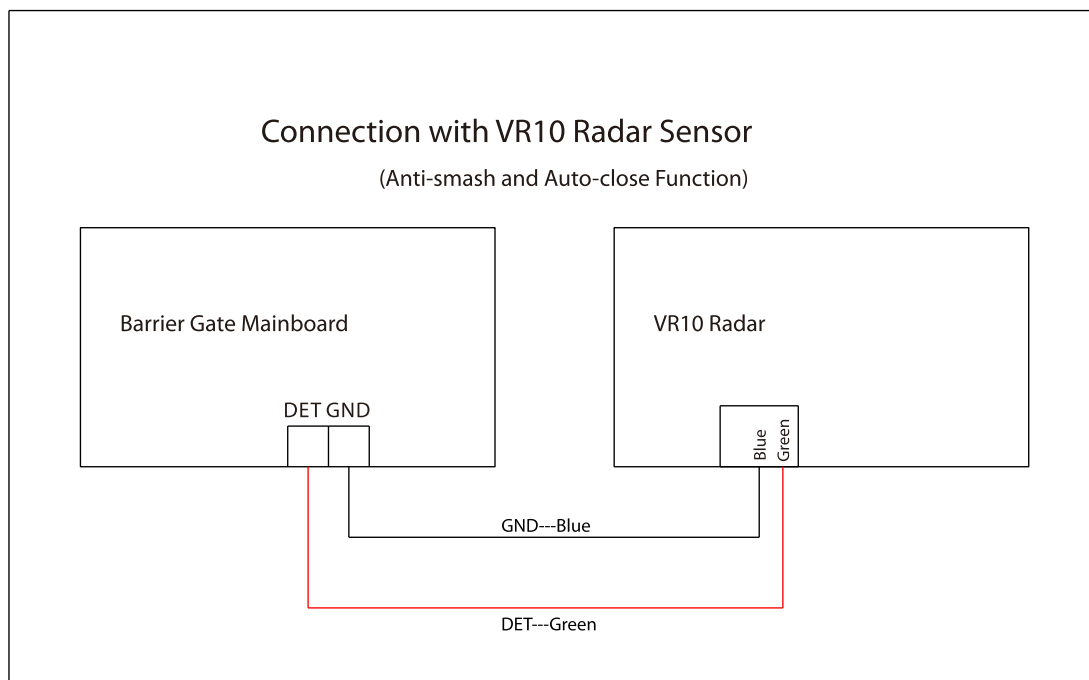 Connection with VR10 Radar Sensor
(Anti-smash and Auto-close Function)
Barrier Gate Mainboard
VR10 Radar
DET GND
Blue
Green
GND---Blue
DET---Green